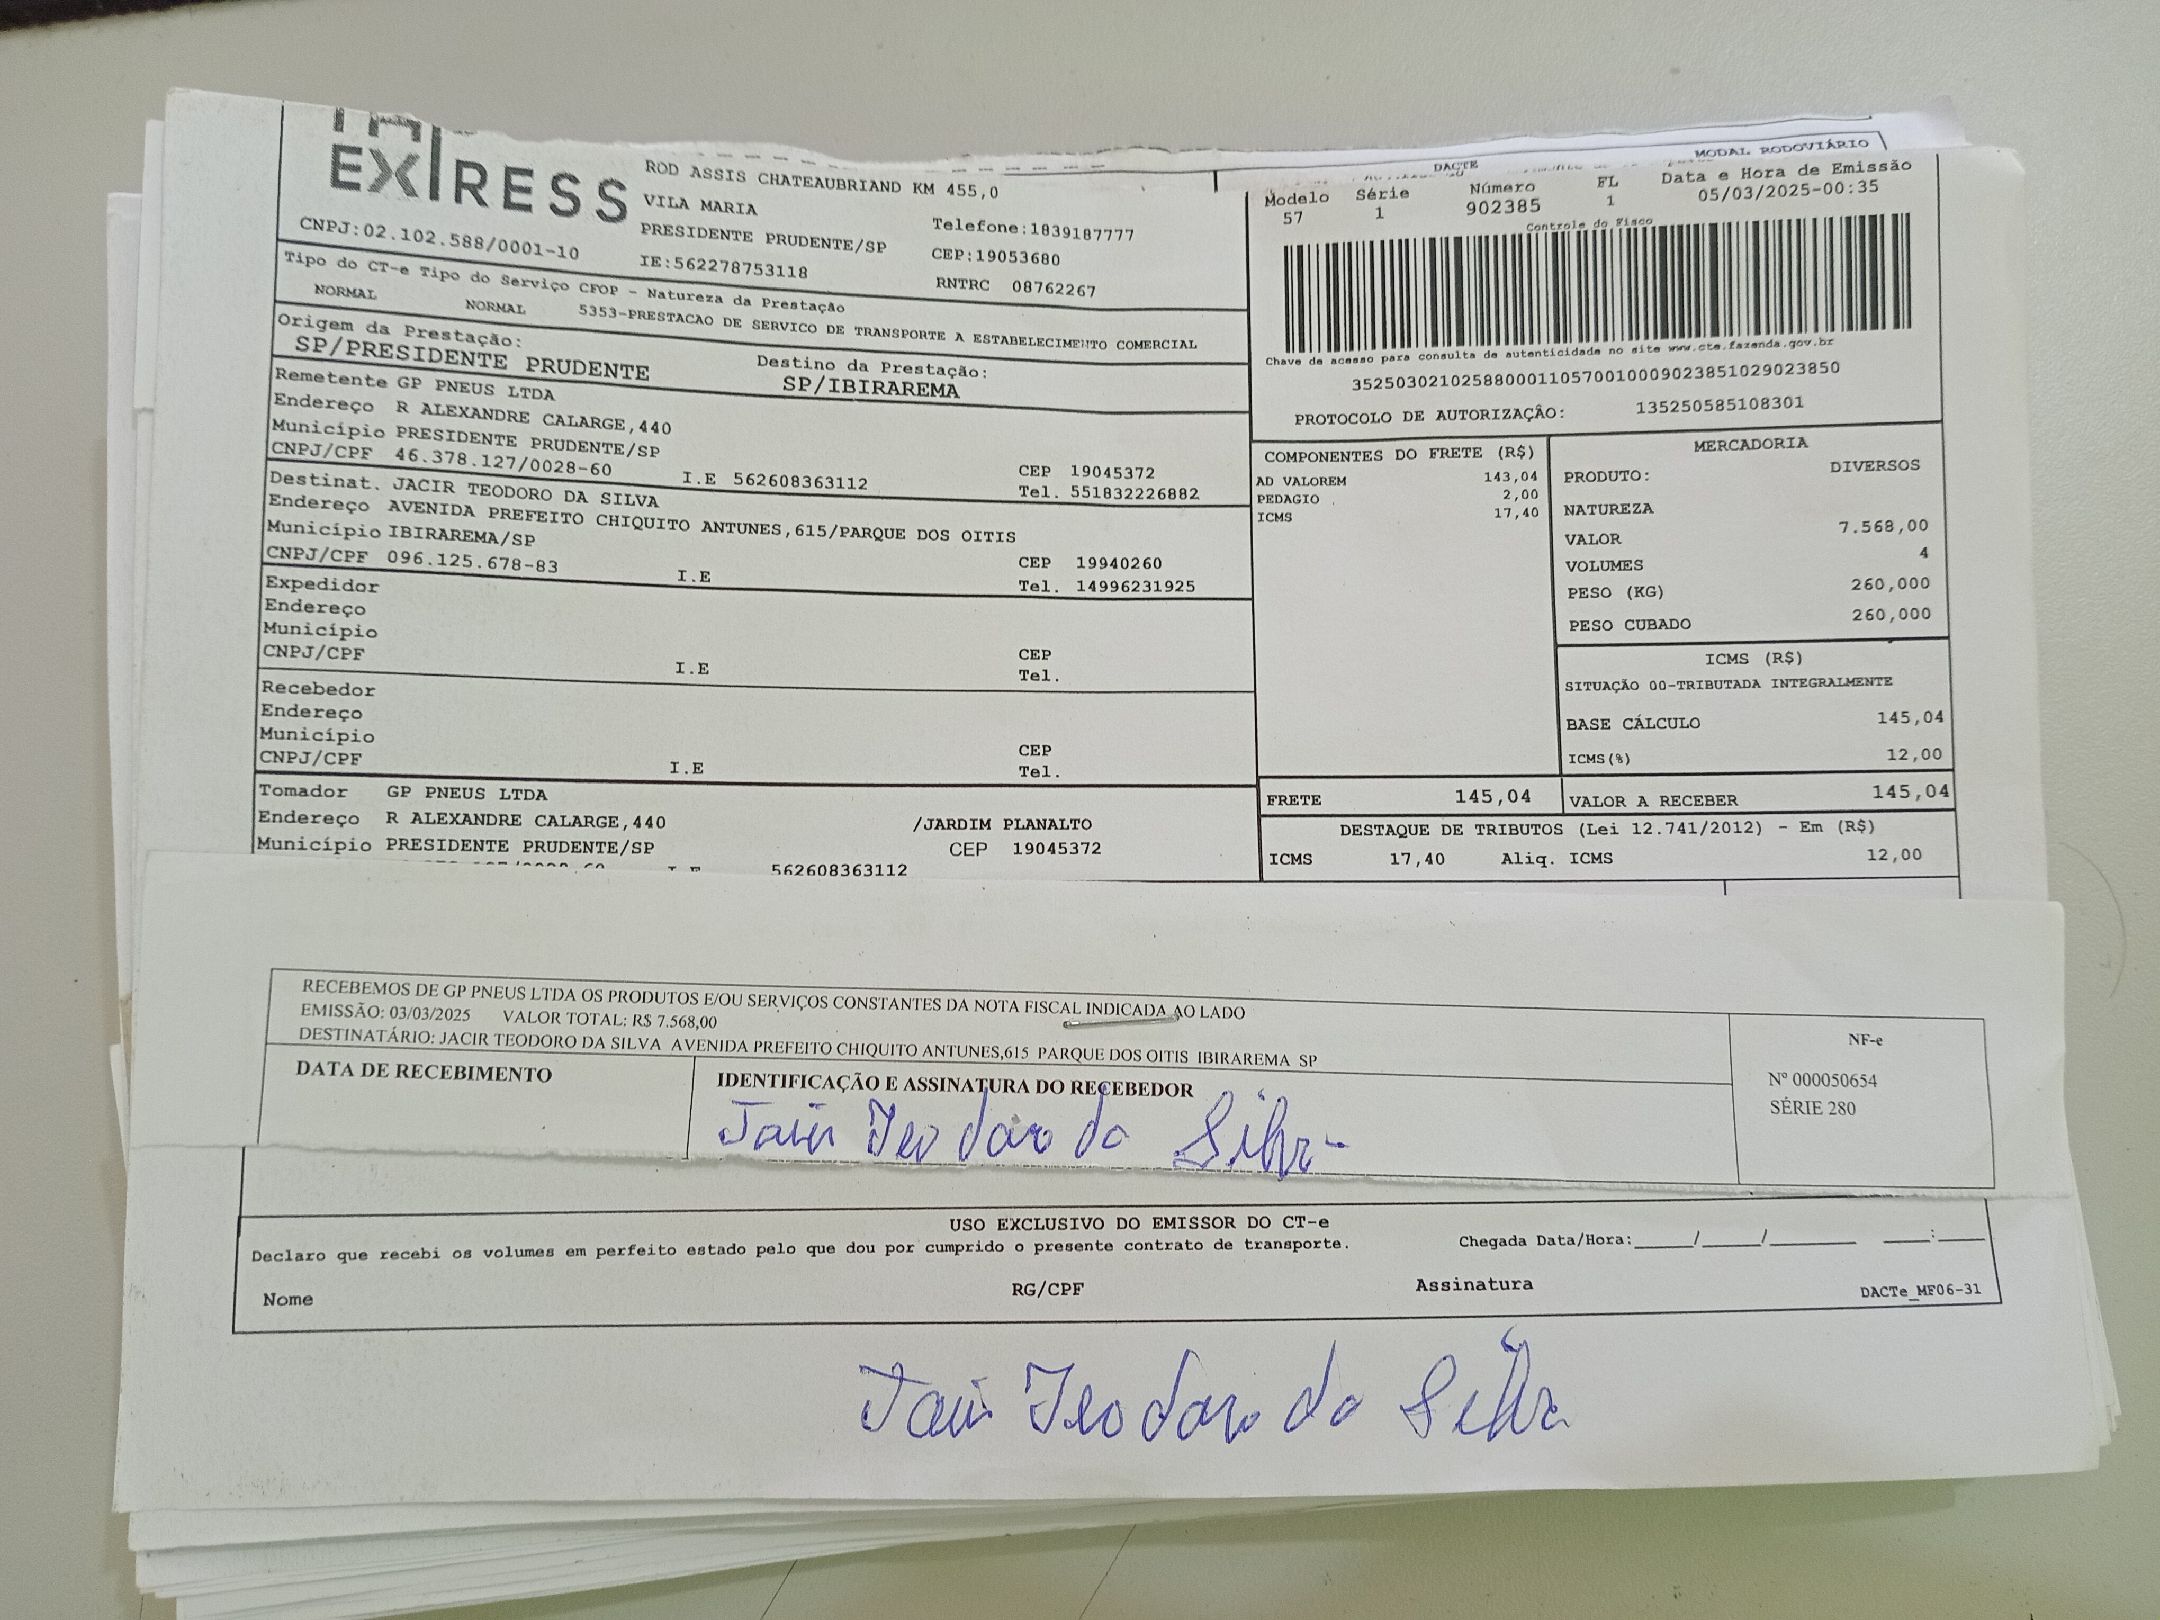 EXPRESS
ROD ASSIS CHATEAUBRIAND KM 455,0
VILA MARIA
PRESIDENTE PRUDENTE/SP
Telefone:1839187777
CNPJ:02.102.588/0001-10
IE:562278753118
CEP:19053680
RNTRC 08762267
DACTE
MODAL RODOVIÁRIO
Modelo Série Número FL Data e Hora de Emissão
57 1 902385 1 05/03/2025-00:35
Controle do Fisco
Chave de acesso para consulta de autenticidade no site www.cte.fazenda.gov.br
35250302102588000110570010009023851029023850
PROTOCOLO DE AUTORIZAÇÃO: 135250585108301
Tipo do CT-e Tipo do Serviço CFOP - Natureza da Prestação
NORMAL NORMAL 5353-PRESTACAO DE SERVICO DE TRANSPORTE A ESTABELECIMENTO COMERCIAL
Origem da Prestação: Destino da Prestação:
SP/PRESIDENTE PRUDENTE SP/IBIRAREMA
Remetente GP PNEUS LTDA
Endereço R ALEXANDRE CALARGE,440
Município PRESIDENTE PRUDENTE/SP CEP 19045372
CNPJ/CPF 46.378.127/0028-60 I.E 562608363112 Tel. 551832226882
Destinat. JACIR TEODORO DA SILVA
Endereço AVENIDA PREFEITO CHIQUITO ANTUNES,615/PARQUE DOS OITIS
Município IBIRAREMA/SP CEP 19940260
CNPJ/CPF 096.125.678-83 I.E Tel. 14996231925
Expedidor
Endereço
Município CEP
CNPJ/CPF I.E Tel.
Recebedor
Endereço
Município CEP
CNPJ/CPF I.E Tel.
Tomador GP PNEUS LTDA
Endereço R ALEXANDRE CALARGE,440 /JARDIM PLANALTO
Município PRESIDENTE PRUDENTE/SP CEP 19045372
562608363112
COMPONENTES DO FRETE (R$)
AD VALOREM 143,04
PEDAGIO 2,00
ICMS 17,40
MERCADORIA
PRODUTO: DIVERSOS
NATUREZA
VALOR 7.568,00
VOLUMES 4
PESO (KG) 260,000
PESO CUBADO 260,000
ICMS (R$)
SITUAÇÃO 00-TRIBUTADA INTEGRALMENTE
BASE CÁLCULO 145,04
ICMS(%) 12,00
FRETE 145,04 VALOR A RECEBER 145,04
DESTAQUE DE TRIBUTOS (Lei 12.741/2012) - Em (R$)
ICMS 17,40 Aliq. ICMS 12,00
RECEBEMOS DE GP PNEUS LTDA OS PRODUTOS E/OU SERVIÇOS CONSTANTES DA NOTA FISCAL INDICADA AO LADO
EMISSÃO: 03/03/2025 VALOR TOTAL: R$ 7.568,00
DESTINATÁRIO: JACIR TEODORO DA SILVA AVENIDA PREFEITO CHIQUITO ANTUNES,615 PARQUE DOS OITIS IBIRAREMA SP
DATA DE RECEBIMENTO IDENTIFICAÇÃO E ASSINATURA DO RECEBEDOR
Jacir Teodoro da Silva
NF-e
Nº 000050654
SÉRIE 280
USO EXCLUSIVO DO EMISSOR DO CT-e
Declaro que recebi os volumes em perfeito estado pelo que dou por cumprido o presente contrato de transporte. Chegada Data/Hora:_____/_____/_______ ____:____
Nome RG/CPF Assinatura DACTe_MF06-31
Jacir Teodoro da Silva